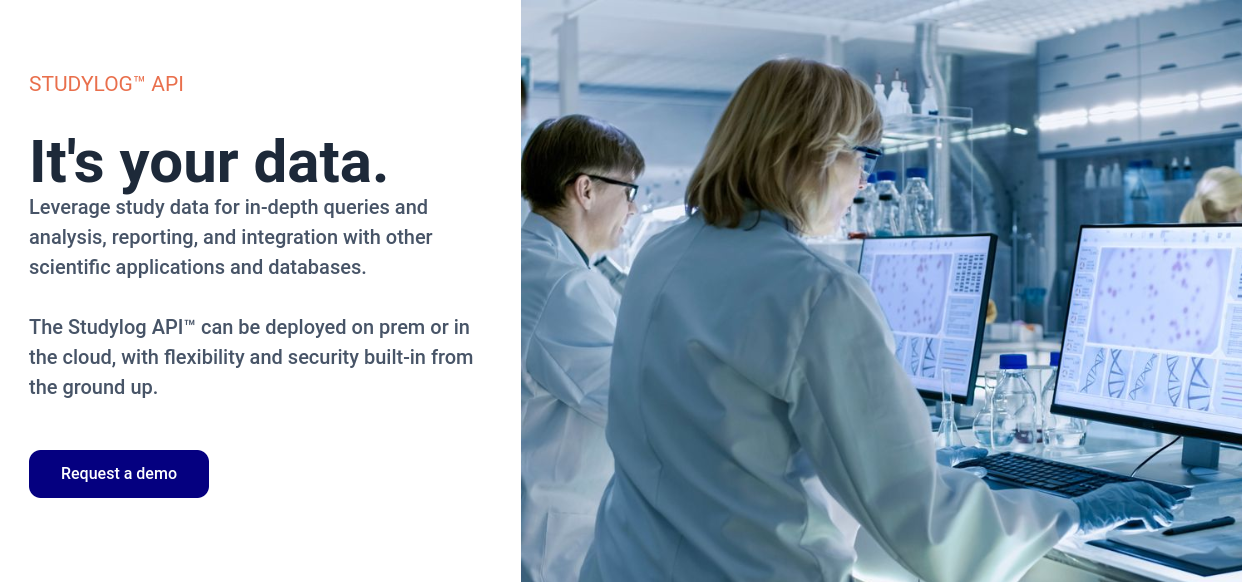 STUDYLOG™ API
It's your data.
Leverage study data for in-depth queries and
analysis, reporting, and integration with other
scientific applications and databases.
The Studylog API™ can be deployed on prem or in
the cloud, with flexibility and security built-in from
the ground up.
Request a demo